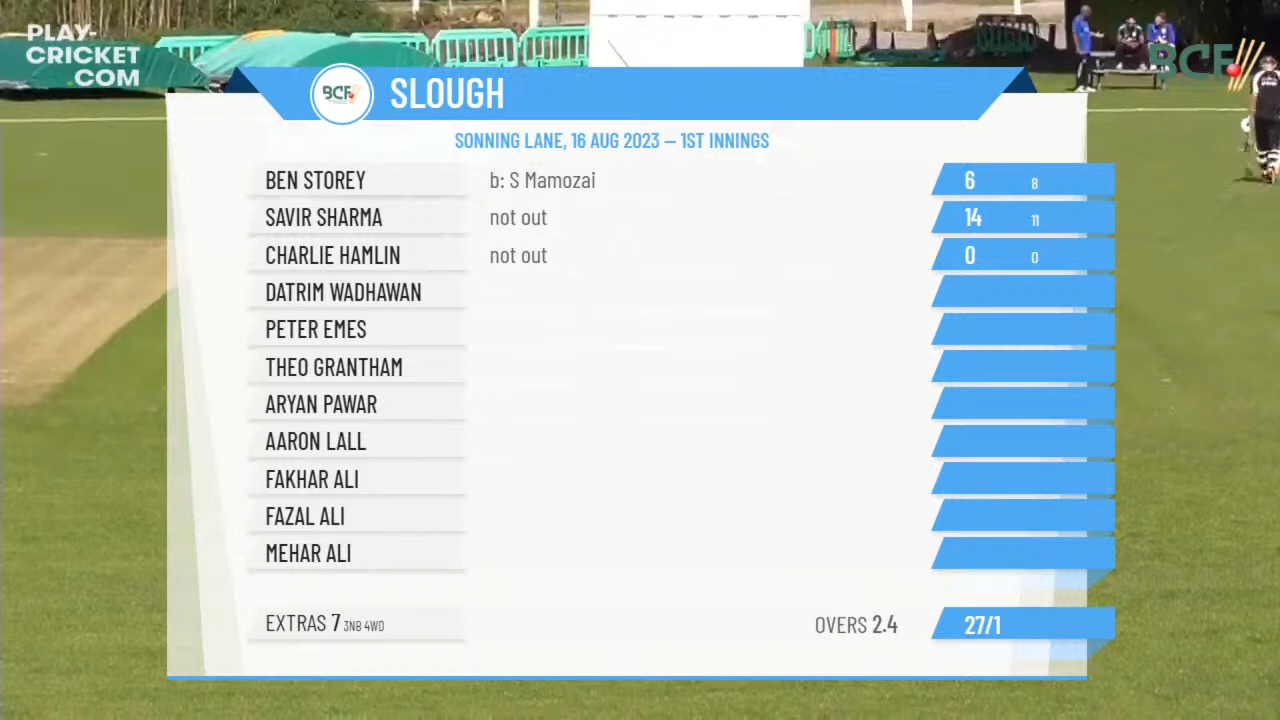 PLAY-
CRICKET
.COM
BCF
BCF
SLOUGH
SONNING LANE, 16 AUG 2023 – 1ST INNINGS
BEN STOREY b: S Mamozai 6 8
SAVIR SHARMA not out 14 11
CHARLIE HAMLIN not out 0 0
DATRIM WADHAWAN
PETER EMES
THEO GRANTHAM
ARYAN PAWAR
AARON LALL
FAKHAR ALI
FAZAL ALI
MEHAR ALI
EXTRAS 7 3NB 4WD OVERS 2.4 27/1